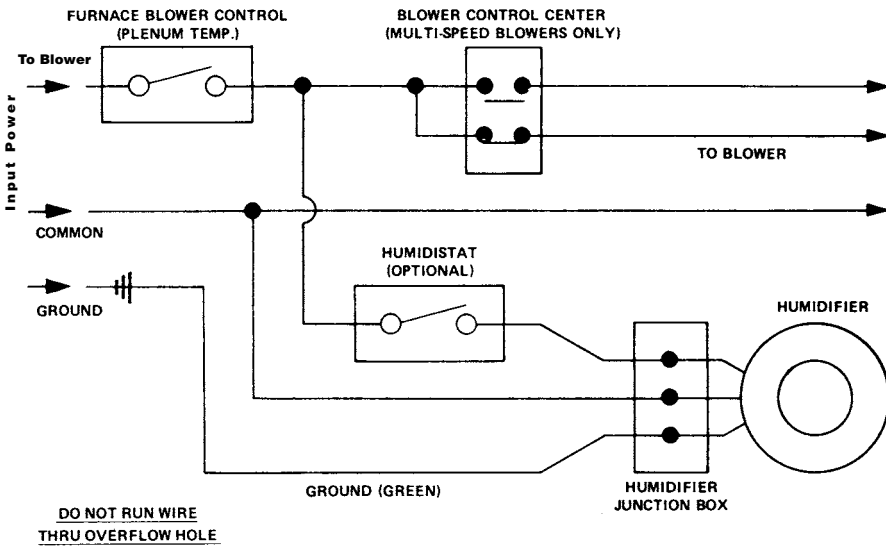 FURNACE BLOWER CONTROL
(PLENUM TEMP.)
BLOWER CONTROL CENTER
(MULTI-SPEED BLOWERS ONLY)
To Blower
Input Power
TO BLOWER
COMMON
HUMIDISTAT
(OPTIONAL)
GROUND
HUMIDIFIER
GROUND (GREEN)
HUMIDIFIER
JUNCTION BOX
DO NOT RUN WIRE
THRU OVERFLOW HOLE